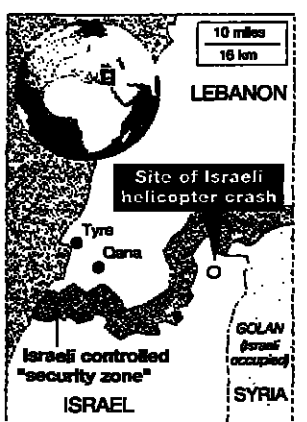 10 miles
16 km
LEBANON
Site of Israeli
helicopter crash
Tyre
Qana
Israeli controlled
"security zone"
GOLAN
(Israeli
occupied)
SYRIA
ISRAEL